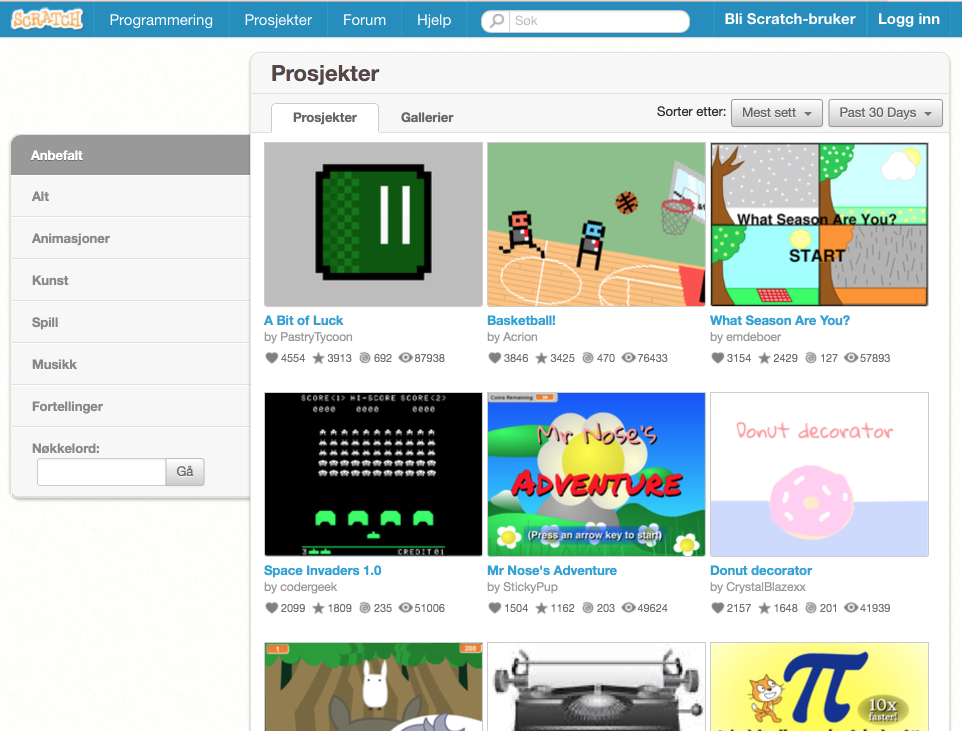 SCRATCH Programmering Prosjekter Forum Hjelp Søk Bli Scratch-bruker Logg inn
Prosjekter
Prosjekter Gallerier Sorter etter: Mest sett Past 30 Days
Anbefalt
Alt
Animasjoner
Kunst
Spill
Musikk
Fortellinger
Nøkkelord:
Gå
What Season Are You?
START
A Bit of Luck
by PastryTycoon
4554 3913 692 87938
Basketball!
by Acrion
3846 3425 470 76433
What Season Are You?
by emdeboer
3154 2429 127 57893
SCORE<1> HI-SCORE SCORE<2>
0000 0000 0000
3 CREDIT 01
Coins Remaining
Mr Nose's
ADVENTURE
(Press an arrow key to start)
Donut decorator
Space Invaders 1.0
by codergeek
2099 1809 235 51006
Mr Nose's Adventure
by StickyPup
1504 1162 203 49624
Donut decorator
by CrystalBlazexx
2157 1648 201 41939
1 200
π
10x
faster!